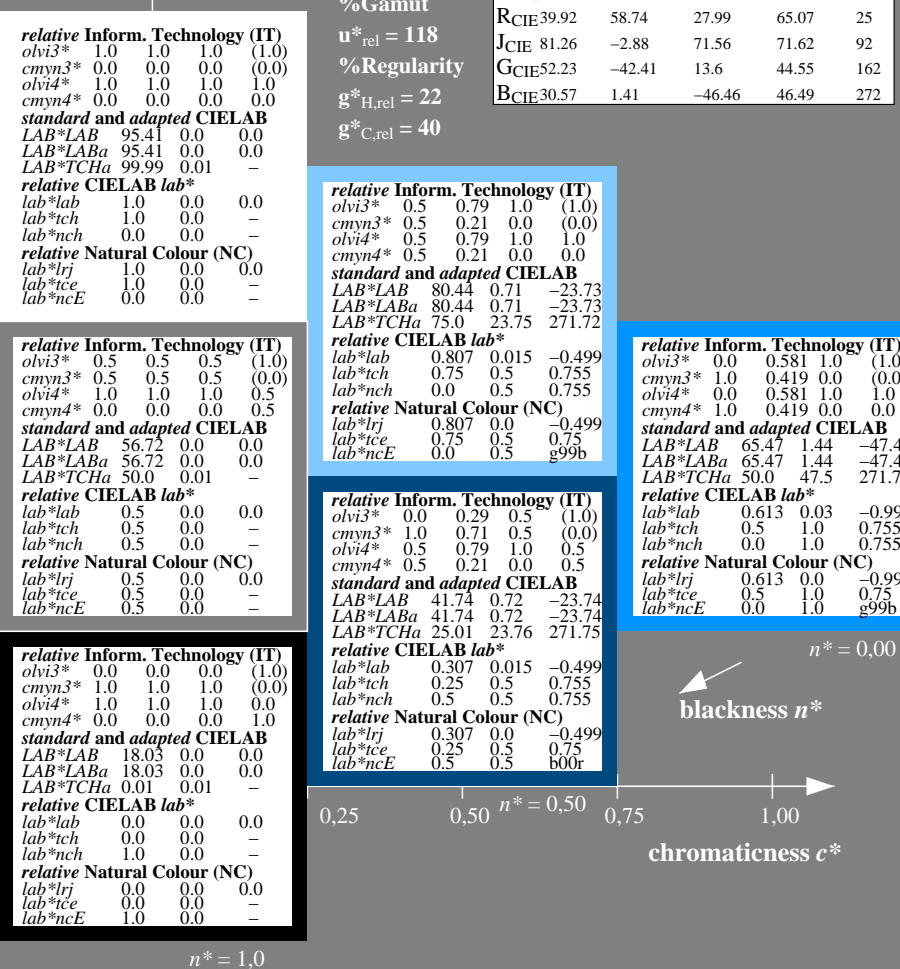 %Gamut
u*rel = 118
%Regularity
g*H,rel = 22
g*C,rel = 40
RCIE 39.92 58.74 27.99 65.07 25
JCIE 81.26 −2.88 71.56 71.62 92
GCIE 52.23 −42.41 13.6 44.55 162
BCIE 30.57 1.41 −46.46 46.49 272
relative Inform. Technology (IT)
olvi3* 1.0 1.0 1.0 (1.0)
cmyn3* 0.0 0.0 0.0 (0.0)
olvi4* 1.0 1.0 1.0 1.0
cmyn4* 0.0 0.0 0.0 0.0
standard and adapted CIELAB
LAB*LAB 95.41 0.0 0.0
LAB*LABa 95.41 0.0 0.0
LAB*TCHa 99.99 0.01 −
relative CIELAB lab*
lab*lab 1.0 0.0 0.0
lab*tch 1.0 0.0 −
lab*nch 0.0 0.0 −
relative Natural Colour (NC)
lab*lrj 1.0 0.0 0.0
lab*tce 1.0 0.0 −
lab*ncE 0.0 0.0 −
relative Inform. Technology (IT)
olvi3* 0.5 0.79 1.0 (1.0)
cmyn3* 0.5 0.21 0.0 (0.0)
olvi4* 0.5 0.79 1.0 1.0
cmyn4* 0.5 0.21 0.0 0.0
standard and adapted CIELAB
LAB*LAB 80.44 0.71 −23.73
LAB*LABa 80.44 0.71 −23.73
LAB*TCHa 75.0 23.75 271.72
relative CIELAB lab*
lab*lab 0.807 0.015 −0.499
lab*tch 0.75 0.5 0.755
lab*nch 0.0 0.5 0.755
relative Natural Colour (NC)
lab*lrj 0.807 0.0 −0.499
lab*tce 0.75 0.5 0.75
lab*ncE 0.0 0.5 g99b
relative Inform. Technology (IT)
olvi3* 0.5 0.5 0.5 (1.0)
cmyn3* 0.5 0.5 0.5 (0.0)
olvi4* 1.0 1.0 1.0 0.5
cmyn4* 0.0 0.0 0.0 0.5
standard and adapted CIELAB
LAB*LAB 56.72 0.0 0.0
LAB*LABa 56.72 0.0 0.0
LAB*TCHa 50.0 0.01 −
relative CIELAB lab*
lab*lab 0.5 0.0 0.0
lab*tch 0.5 0.0 −
lab*nch 0.5 0.0 −
relative Natural Colour (NC)
lab*lrj 0.5 0.0 0.0
lab*tce 0.5 0.0 −
lab*ncE 0.5 0.0 −
relative Inform. Technology (IT)
olvi3* 0.0 0.581 1.0 (1.0
cmyn3* 1.0 0.419 0.0 (0.0
olvi4* 0.0 0.581 1.0 1.0
cmyn4* 1.0 0.419 0.0 0.0
standard and adapted CIELAB
LAB*LAB 65.47 1.44 −47.4
LAB*LABa 65.47 1.44 −47.4
LAB*TCHa 50.0 47.5 271.7
relative CIELAB lab*
lab*lab 0.613 0.03 −0.99
lab*tch 0.5 1.0 0.755
lab*nch 0.0 1.0 0.755
relative Natural Colour (NC)
lab*lrj 0.613 0.0 −0.99
lab*tce 0.5 1.0 0.75
lab*ncE 0.0 1.0 g99b
relative Inform. Technology (IT)
olvi3* 0.0 0.29 0.5 (1.0)
cmyn3* 1.0 0.71 0.5 (0.0)
olvi4* 0.5 0.79 1.0 0.5
cmyn4* 0.5 0.21 0.0 0.5
standard and adapted CIELAB
LAB*LAB 41.74 0.72 −23.74
LAB*LABa 41.74 0.72 −23.74
LAB*TCHa 25.01 23.76 271.75
relative CIELAB lab*
lab*lab 0.307 0.015 −0.499
lab*tch 0.25 0.5 0.755
lab*nch 0.5 0.5 0.755
relative Natural Colour (NC)
lab*lrj 0.307 0.0 −0.499
lab*tce 0.25 0.5 0.75
lab*ncE 0.5 0.5 b00r
relative Inform. Technology (IT)
olvi3* 0.0 0.0 0.0 (1.0)
cmyn3* 1.0 1.0 1.0 (0.0)
olvi4* 1.0 1.0 1.0 0.0
cmyn4* 0.0 0.0 0.0 1.0
standard and adapted CIELAB
LAB*LAB 18.03 0.0 0.0
LAB*LABa 18.03 0.0 0.0
LAB*TCHa 0.01 0.01 −
relative CIELAB lab*
lab*lab 0.0 0.0 0.0
lab*tch 0.0 0.0 −
lab*nch 1.0 0.0 −
relative Natural Colour (NC)
lab*lrj 0.0 0.0 0.0
lab*tce 0.0 0.0 −
lab*ncE 1.0 0.0 −
n* = 0,00
blackness n*
n* = 0,50
0,25 0,50 0,75 1,00
chromaticness c*
n* = 1,0